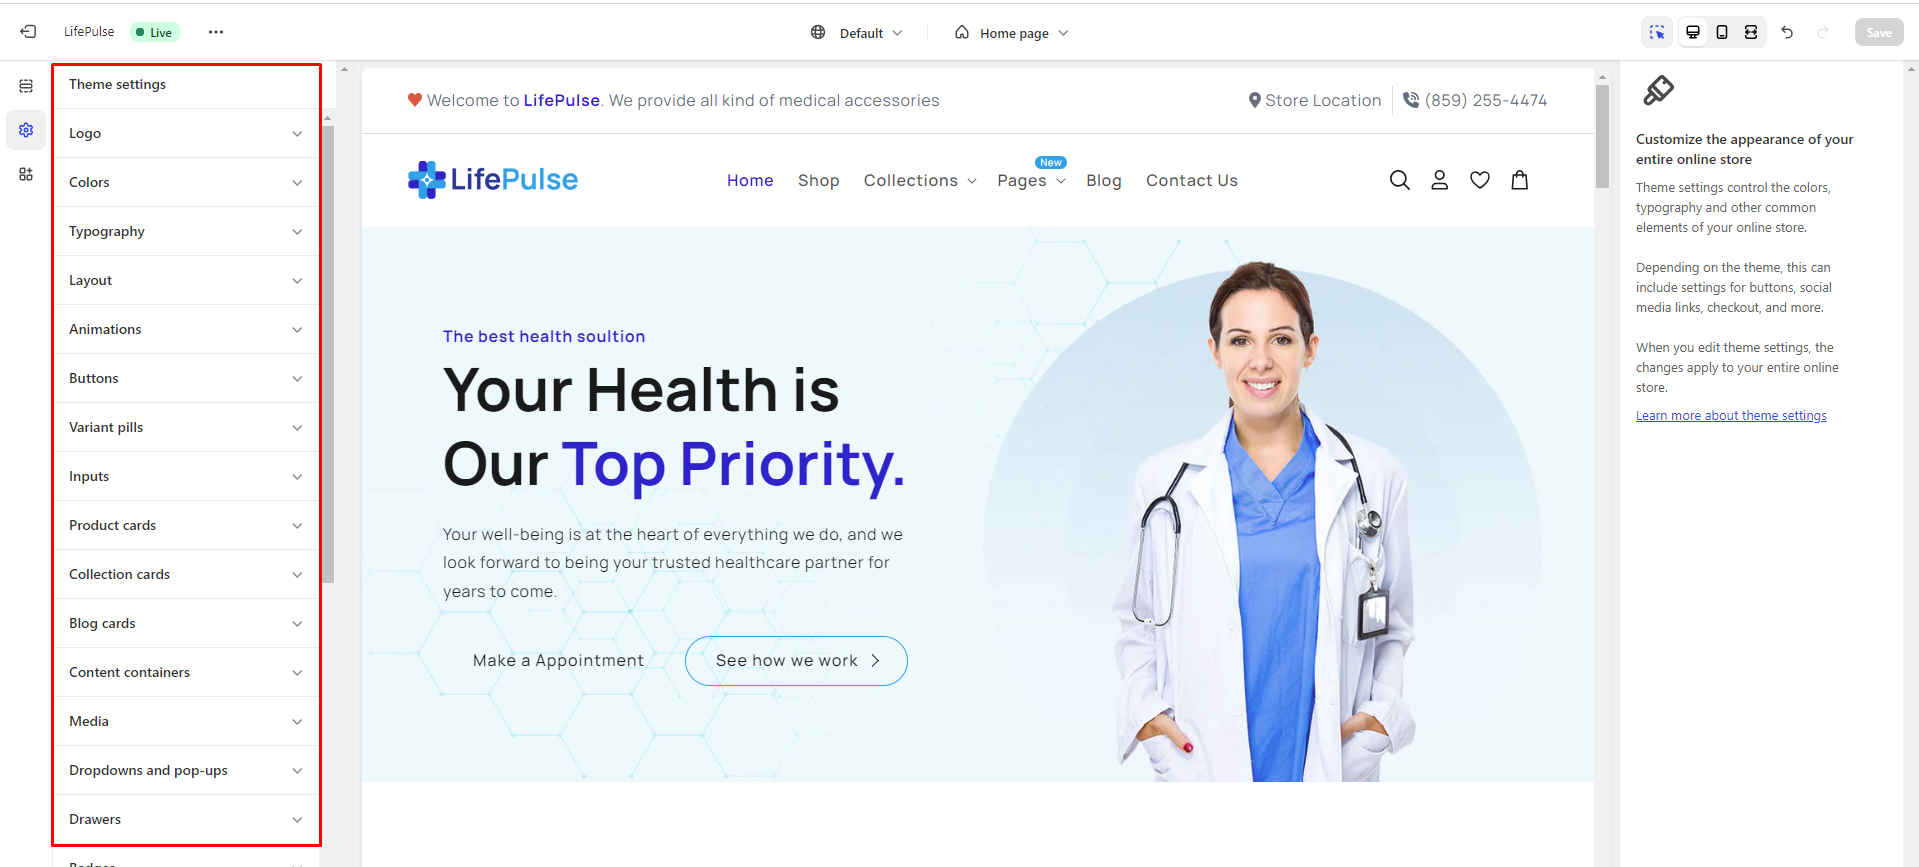 LifePulse
Live
Default
Home page
Save
Theme settings
Logo
Colors
Typography
Layout
Animations
Buttons
Variant pills
Inputs
Product cards
Collection cards
Blog cards
Content containers
Media
Dropdowns and pop-ups
Drawers
Badges
Welcome to LifePulse. We provide all kind of medical accessories
Store Location
(859) 255-4474
LifePulse
Home
Shop
Collections
Pages
New
Blog
Contact Us
The best health soultion
Your Health is
Our Top Priority.
Your well-being is at the heart of everything we do, and we
look forward to being your trusted healthcare partner for
years to come.
Make a Appointment
See how we work
Customize the appearance of your
entire online store
Theme settings control the colors,
typography and other common
elements of your online store.
Depending on the theme, this can
include settings for buttons, social
media links, checkout, and more.
When you edit theme settings, the
changes apply to your entire online
store.
Learn more about theme settings